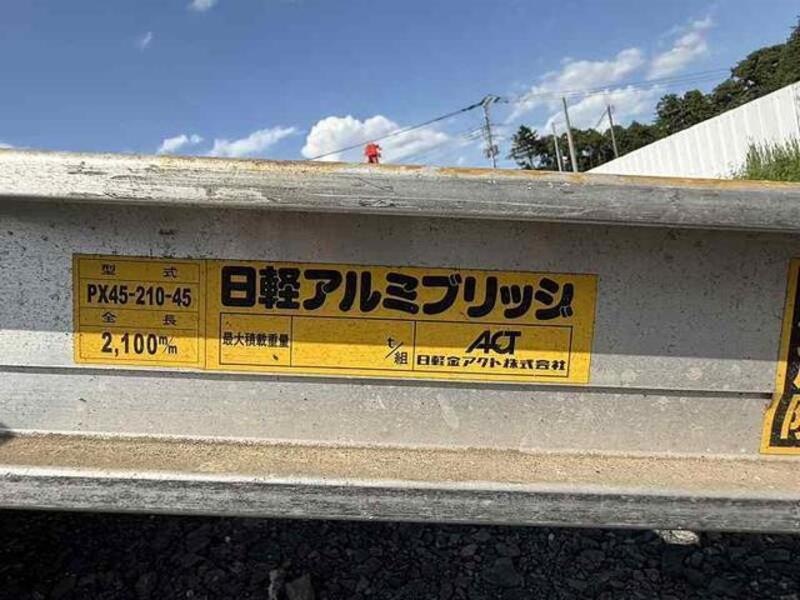 型式
PX45-210-45
全長
2,100m/m
日軽アルミブリッジ
最大積載重量
t/組
ACT
日軽金アクト株式会社